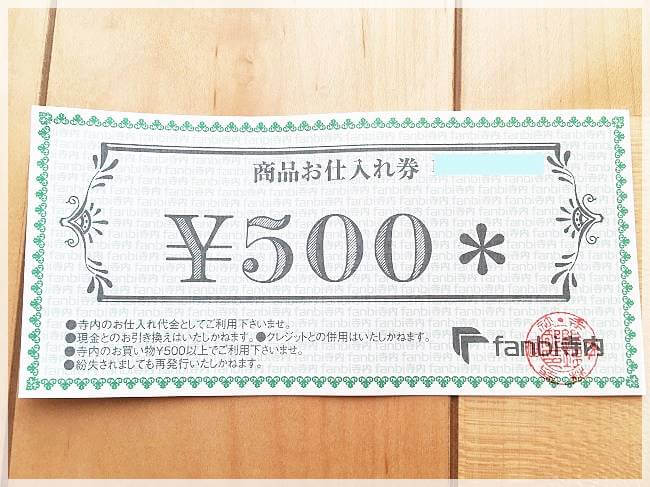 商品お仕入れ券
¥500*
●寺内のお仕入れ代金としてご利用下さいませ。
●現金とのお引き換えはいたしかねます。●クレジットとの併用はいたしかねます。
●寺内のお買い物¥500以上でご利用下さいませ。
●紛失されましても再発行いたしかねます。
fanbi寺内